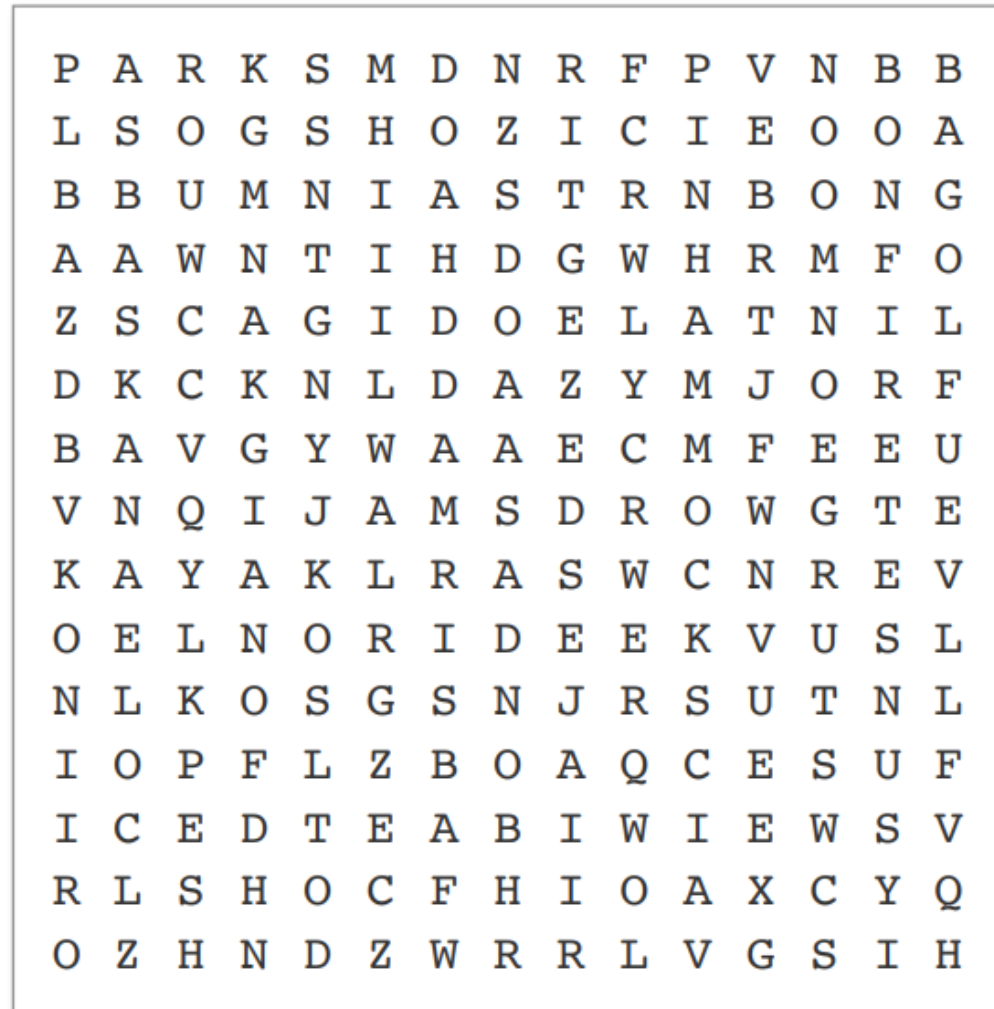 P A R K S M D N R F P V N B B
L S O G S H O Z I C I E O O A
B B U M N I A S T R N B O N G
A A W N T I H D G W H R M F O
Z S C A G I D O E L A T N I L
D K C K N L D A Z Y M J O R F
B A V G Y W A A E C M F E E U
V N Q I J A M S D R O W G T E
K A Y A K L R A S W C N R E V
O E L N O R I D E E K V U S L
N L K O S G S N J R S U T N L
I O P F L Z B O A Q C E S U F
I C E D T E A B I W I E W S V
R L S H O C F H I O A X C Y Q
O Z H N D Z W R R L V G S I H